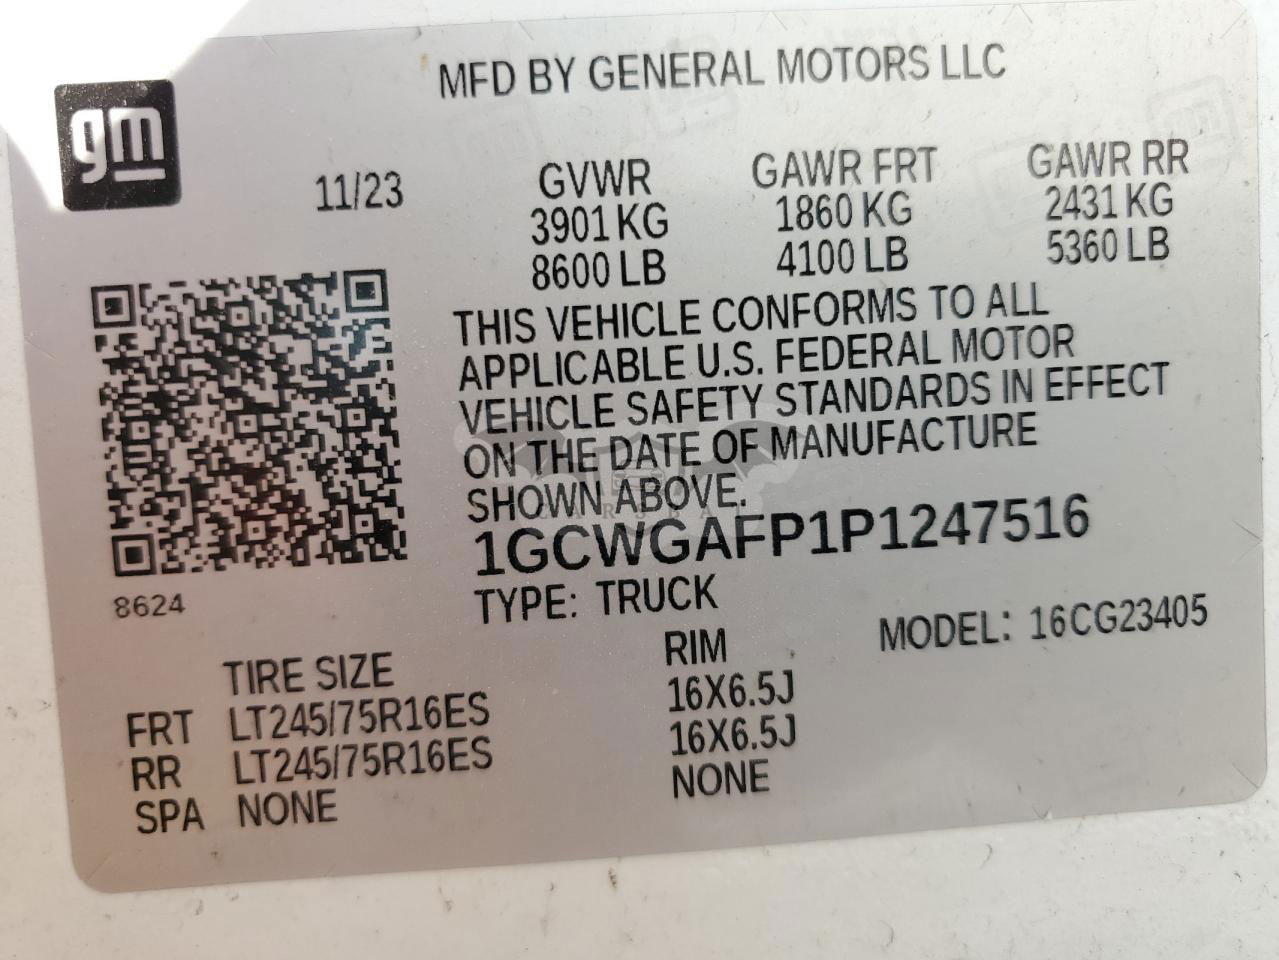 MFD BY GENERAL MOTORS LLC
gm
11/23
GVWR GAWR FRT GAWR RR
3901 KG 1860 KG 2431 KG
8600 LB 4100 LB 5360 LB
THIS VEHICLE CONFORMS TO ALL
APPLICABLE U.S. FEDERAL MOTOR
VEHICLE SAFETY STANDARDS IN EFFECT
ON THE DATE OF MANUFACTURE
SHOWN ABOVE.
1GCWGAFP1P1247516
8624
TYPE: TRUCK
MODEL: 16CG23405
TIRE SIZE RIM
FRT LT245/75R16ES 16X6.5J
RR LT245/75R16ES 16X6.5J
SPA NONE NONE